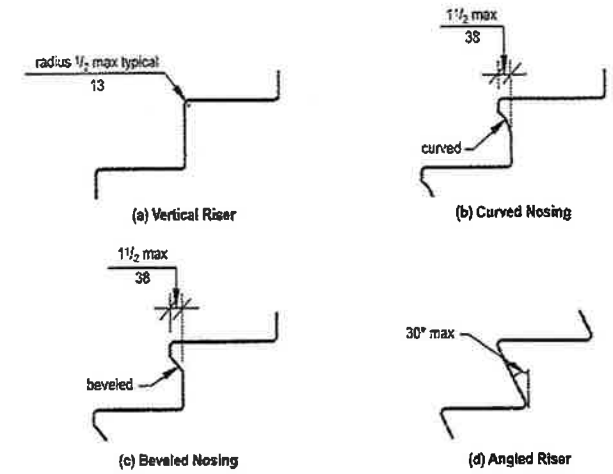 radius 1/2 max typical
13
(a) Vertical Riser
1 1/2 max
38
curved
(b) Curved Nosing
1 1/2 max
38
beveled
(c) Beveled Nosing
30° max
(d) Angled Riser